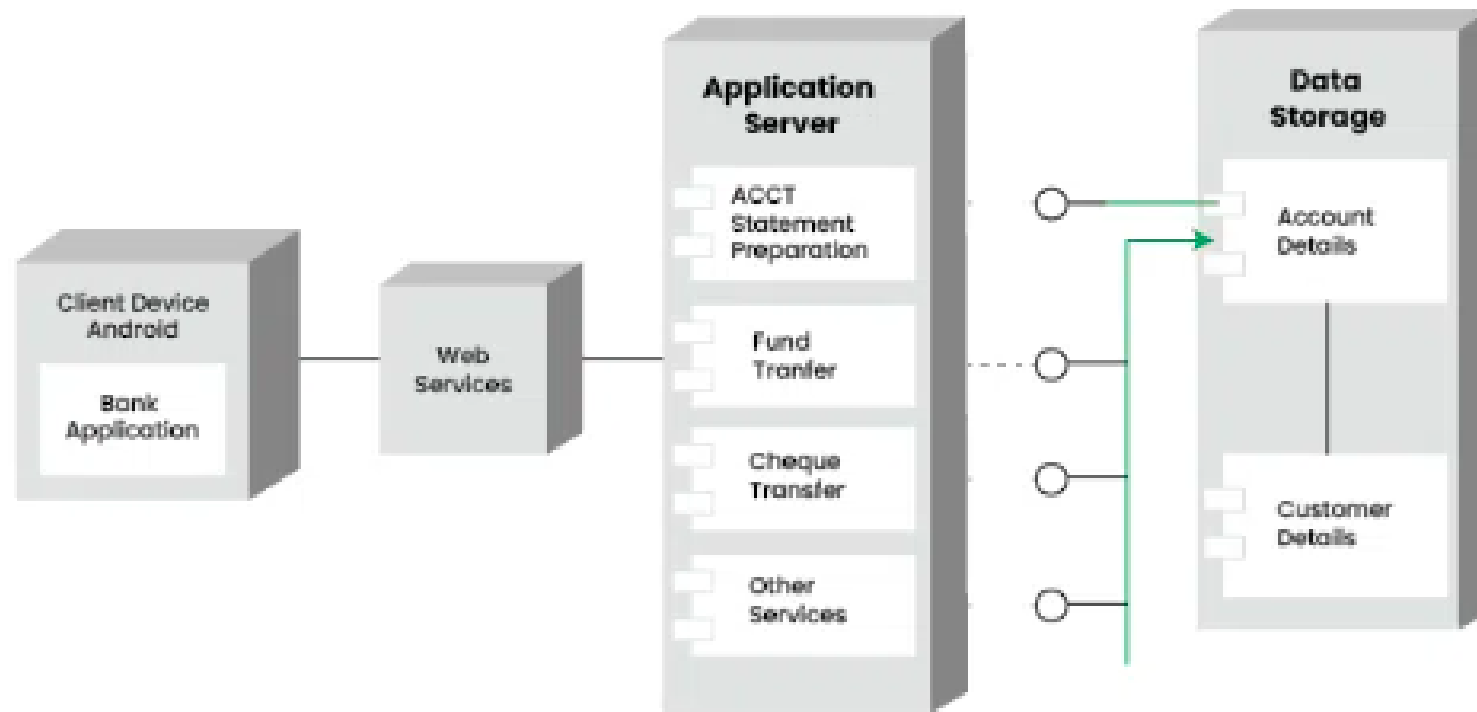 Client Device
Android
Bank
Application
Web
Services
Application
Server
ACCT
Statement
Preparation
Fund
Tranfer
Cheque
Transfer
Other
Services
Data
Storage
Account
Details
Customer
Details